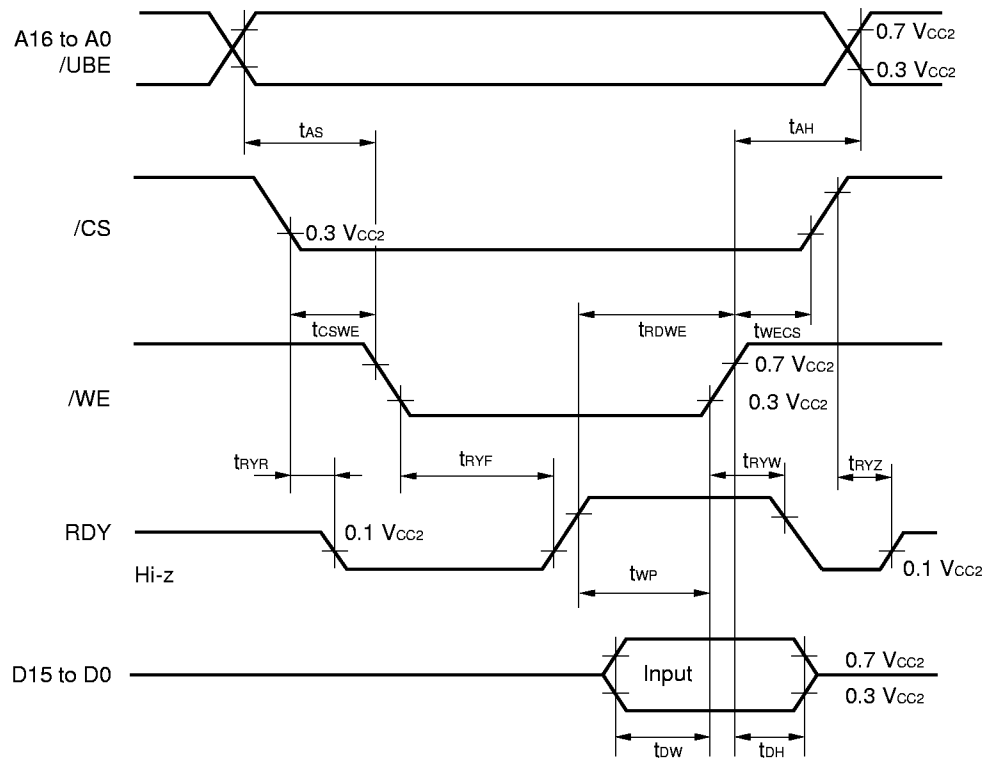 A16 to A0
/UBE
0.7 VCC2
0.3 VCC2
tAS
tAH
/CS
0.3 VCC2
tCSWE
tRDWE
tWECS
/WE
0.7 VCC2
0.3 VCC2
tRYR
tRYF
tRYW
tRYZ
RDY
0.1 VCC2
Hi-z
tWP
0.1 VCC2
D15 to D0
Input
0.7 VCC2
0.3 VCC2
tDW
tDH